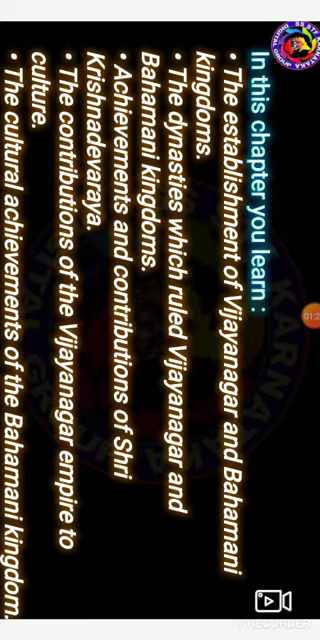 In this chapter you learn :
• The establishment of Vijayanagar and Bahamani
kingdoms.
• The dynasties which ruled Vijayanagar and
Bahamani kingdoms.
• Achievements and contributions of Shri
Krishnadevaraya.
• The contributions of the Vijayanagar empire to
culture.
• The cultural achievements of the Bahamani kingdom.
KARNATAKA
RECORDER